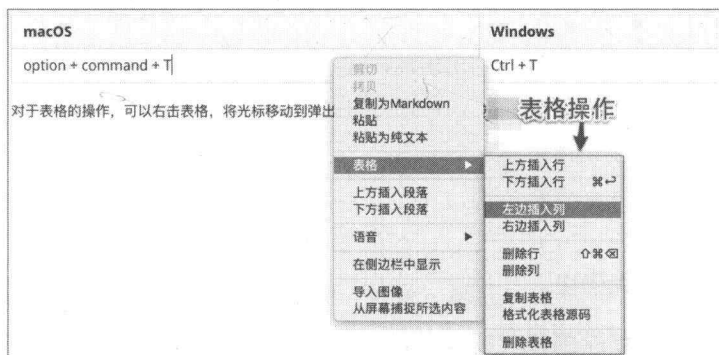 macOS
Windows
option + command + T
Ctrl + T
对于表格的操作，可以右击表格，将光标移动到弹出
表格操作
剪切
拷贝
复制为Markdown
粘贴
粘贴为纯文本
表格
上方插入段落
下方插入段落
语音
在侧边栏中显示
导入图像
从屏幕捕捉所选内容
上方插入行
下方插入行 ⌘↩
左边插入列
右边插入列
删除行 ⇧⌘⌫
删除列
复制表格
格式化表格源码
删除表格